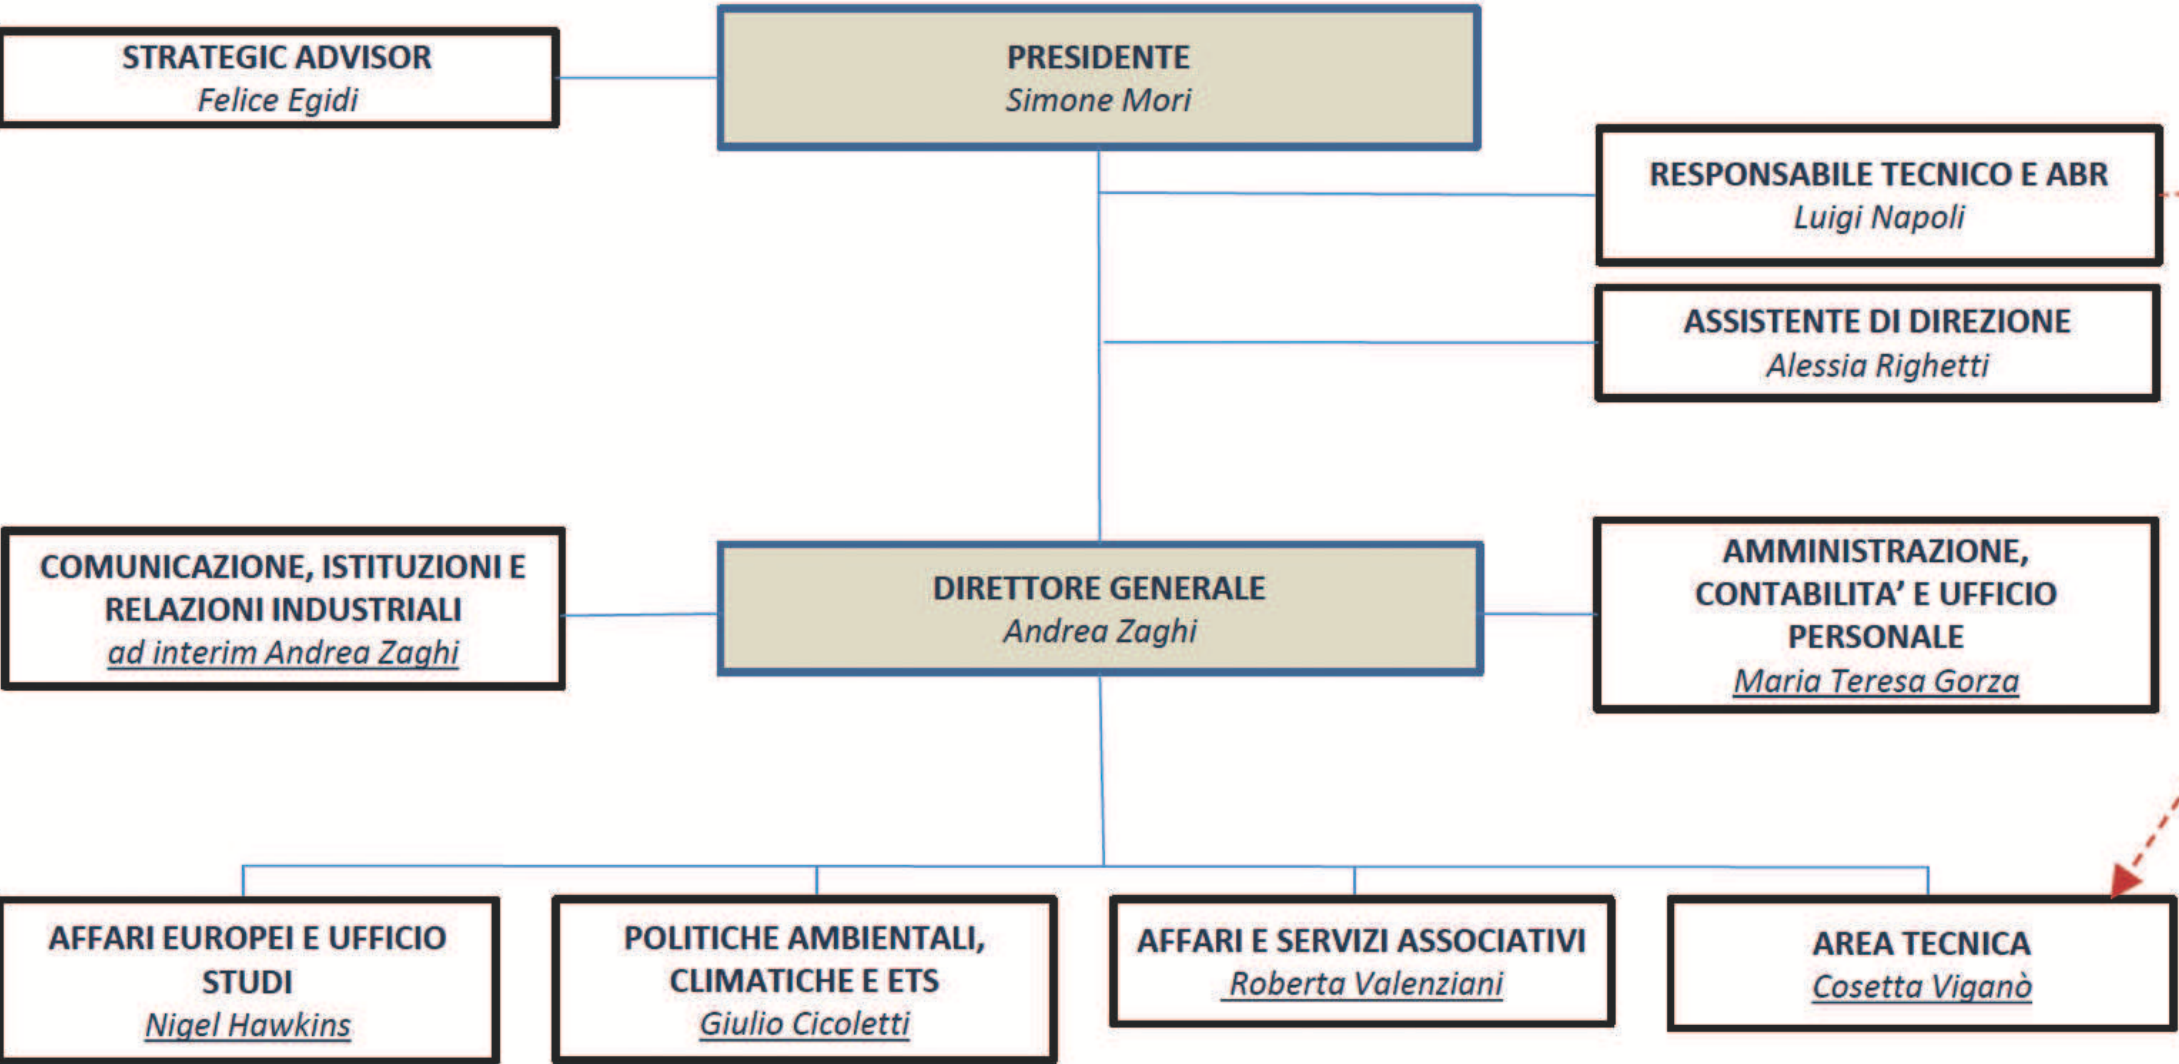 STRATEGIC ADVISOR
Felice Egidi
PRESIDENTE
Simone Mori
RESPONSABILE TECNICO E ABR
Luigi Napoli
ASSISTENTE DI DIREZIONE
Alessia Righetti
COMUNICAZIONE, ISTITUZIONI E
RELAZIONI INDUSTRIALI
ad interim Andrea Zaghi
DIRETTORE GENERALE
Andrea Zaghi
AMMINISTRAZIONE,
CONTABILITA’ E UFFICIO
PERSONALE
Maria Teresa Gorza
AFFARI EUROPEI E UFFICIO
STUDI
Nigel Hawkins
POLITICHE AMBIENTALI,
CLIMATICHE E ETS
Giulio Cicoletti
AFFARI E SERVIZI ASSOCIATIVI
Roberta Valenziani
AREA TECNICA
Cosetta Viganò